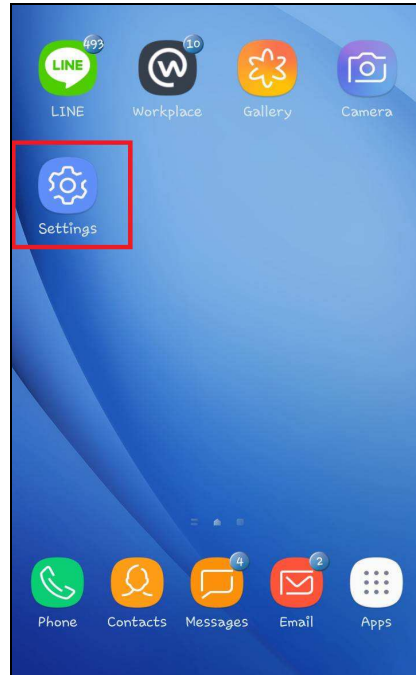 LINE
493
10
LINE Workplace Gallery Camera
Settings
4
2
Phone Contacts Messages Email Apps